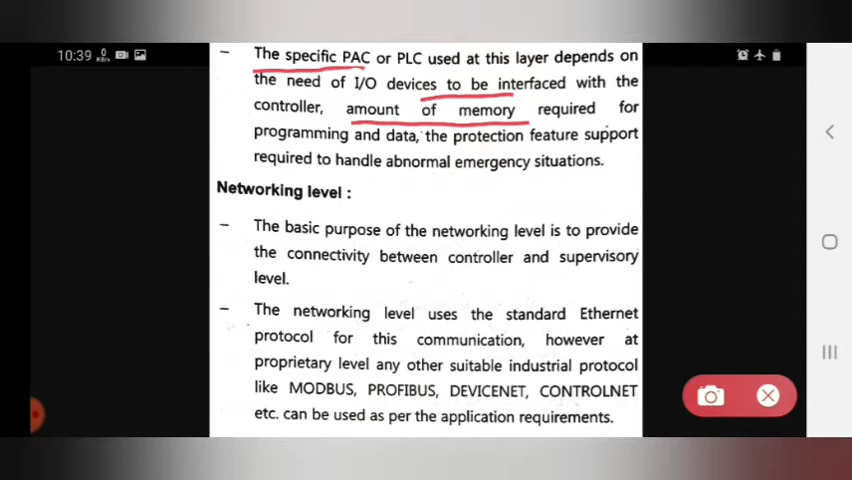 10:39 0 KB/s
– The specific PAC or PLC used at this layer depends on
the need of I/O devices to be interfaced with the
controller, amount of memory required for
programming and data, the protection feature support
required to handle abnormal emergency situations.
Networking level :
– The basic purpose of the networking level is to provide
the connectivity between controller and supervisory
level.
– The networking level uses the standard Ethernet
protocol for this communication, however at
proprietary level any other suitable industrial protocol
like MODBUS, PROFIBUS, DEVICENET, CONTROLNET
etc. can be used as per the application requirements.